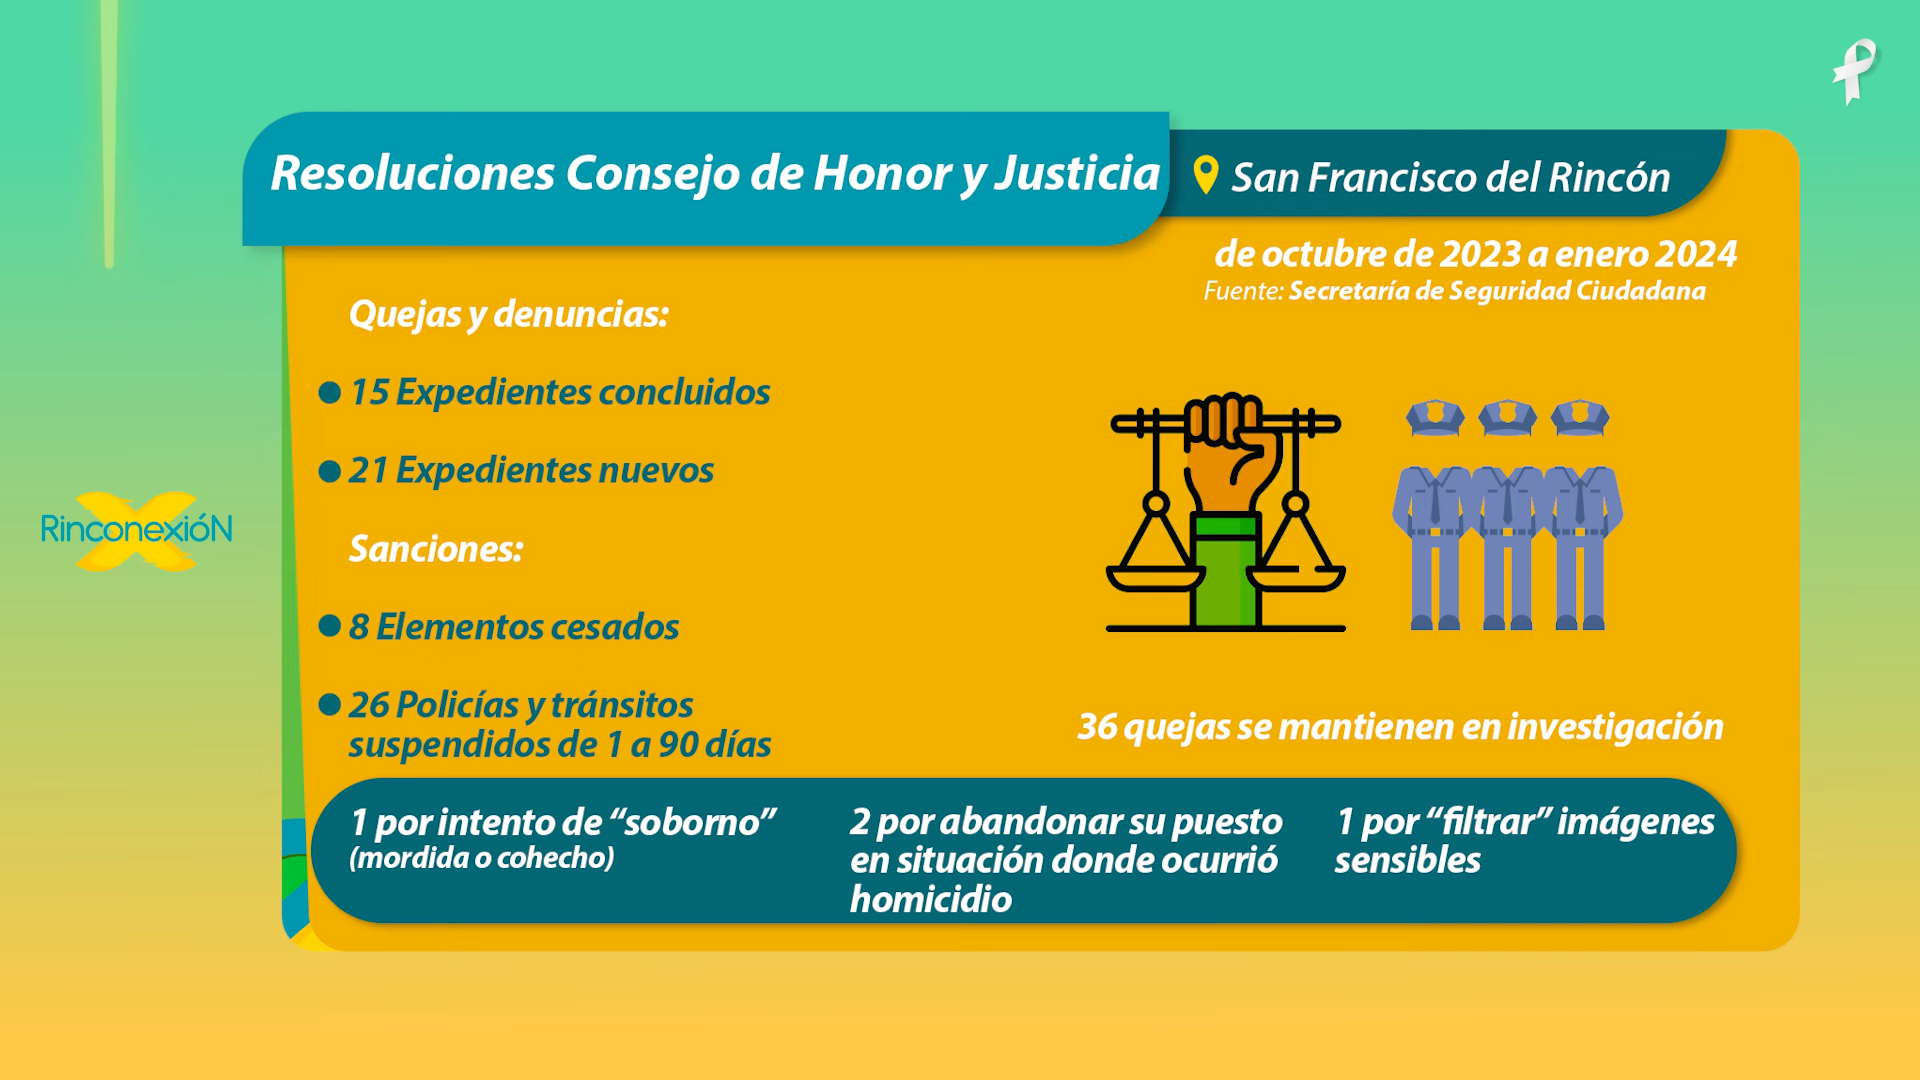 Resoluciones Consejo de Honor y Justicia
San Francisco del Rincón
de octubre de 2023 a enero 2024
Fuente: Secretaría de Seguridad Ciudadana
Quejas y denuncias:
15 Expedientes concluidos
21 Expedientes nuevos
RinconexióN
Sanciones:
8 Elementos cesados
26 Policías y tránsitos
suspendidos de 1 a 90 días
36 quejas se mantienen en investigación
1 por intento de “soborno”
(mordida o cohecho)
2 por abandonar su puesto
en situación donde ocurrió
homicidio
1 por “filtrar” imágenes
sensibles